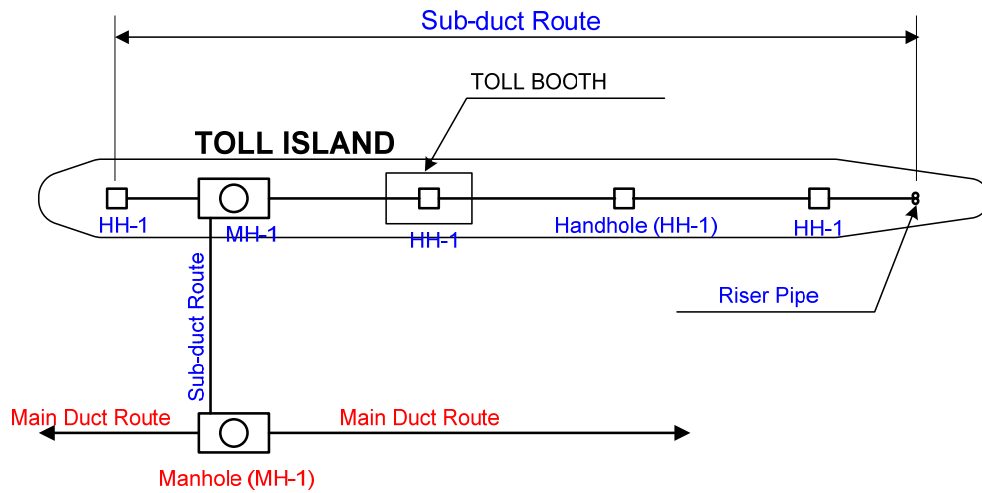 Sub-duct Route
TOLL BOOTH
TOLL ISLAND
HH-1
MH-1
HH-1
Handhole (HH-1)
HH-1
Sub-duct Route
Riser Pipe
Main Duct Route
Main Duct Route
Manhole (MH-1)